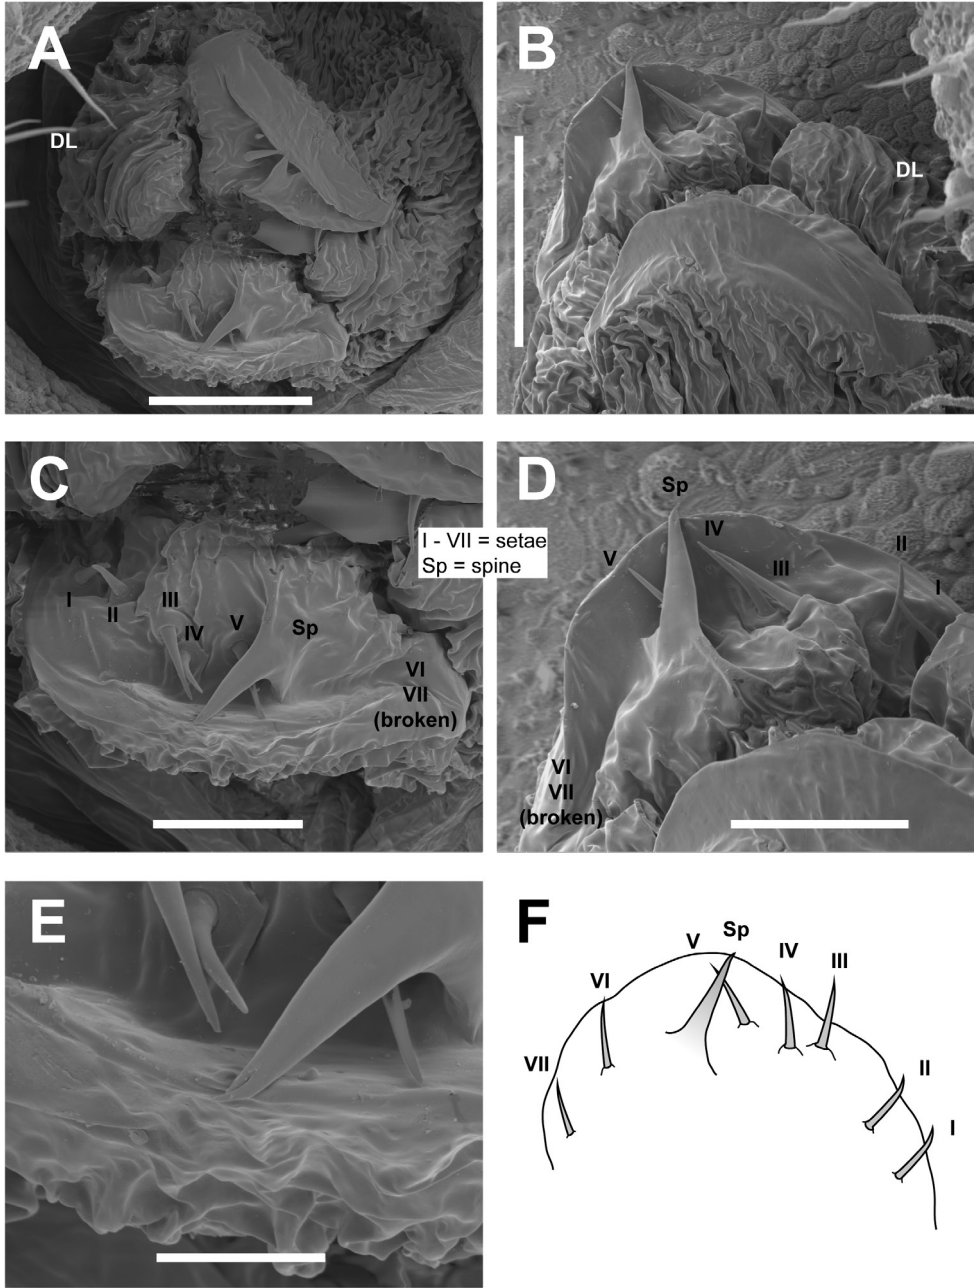 A
DL
B
DL
C
I
II
III
IV
V
Sp
VI
VII
(broken)
I - VII = setae
Sp = spine
D
Sp
IV
V
III
II
I
VI
VII
(broken)
E
F
V
Sp
IV
III
VI
VII
II
I